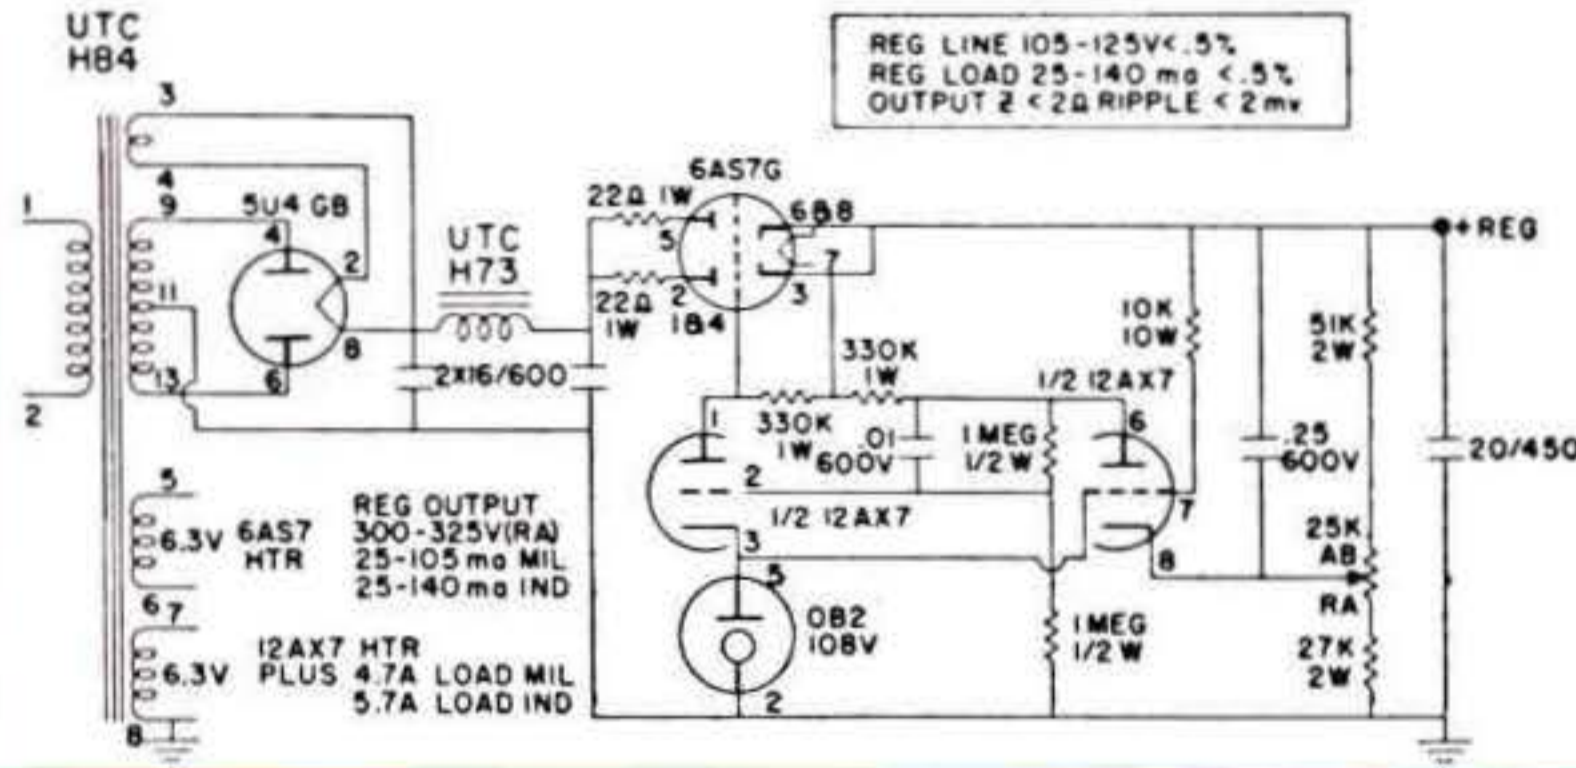 UTC
H84
REG LINE 105-125V<.5%
REG LOAD 25-140 ma <.5%
OUTPUT Z < 2Ω RIPPLE < 2mv
3
4
9
11
13
1
2
5U4 GB
4
2
6
8
UTC
H73
2X16/600
6AS7G
22Ω 1W
5
22Ω
1W
2
1&4
6&8
7
3
+REG
330K
1W
330K
1W
.01
600V
1 MEG
1/2 W
1/2 12AX7
1
2
3
1/2 12AX7
6
7
8
10K
10W
.25
600V
51K
2W
25K
AB
RA
27K
2W
20/450
5
6.3V
6AS7
HTR
6
REG OUTPUT
300-325V(RA)
25-105 ma MIL
25-140 ma IND
7
6.3V
8
12AX7 HTR
PLUS 4.7A LOAD MIL
5.7A LOAD IND
5
OB2
108V
2
1 MEG
1/2 W